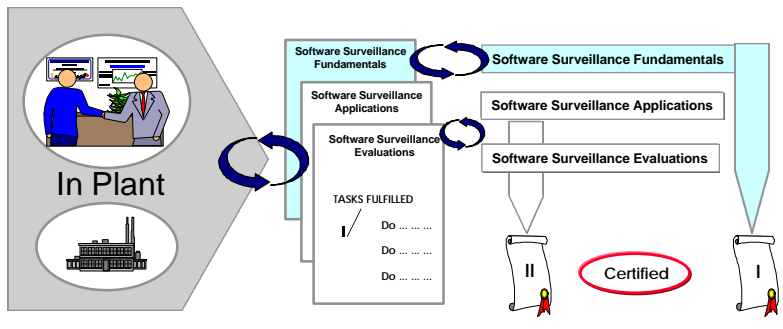 In Plant
Software Surveillance
Fundamentals
Software Surveillance
Applications
Software Surveillance
Evaluations
TASKS FULFILLED
I
Do ... ... ...
Do ... ... ...
Do ... ... ...
Software Surveillance Fundamentals
Software Surveillance Applications
Software Surveillance Evaluations
II
Certified
I